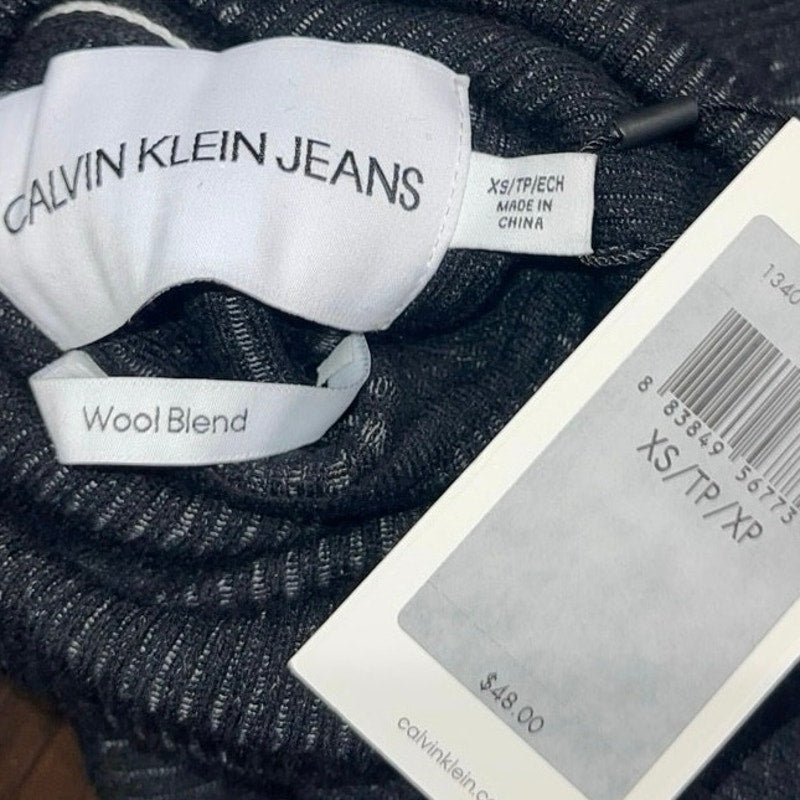 CALVIN KLEIN JEANS
XS/TP/ECH
MADE IN
CHINA
Wool Blend
1340
8 83849 56773
XS/TP/XP
$48.00
calvinklein.co